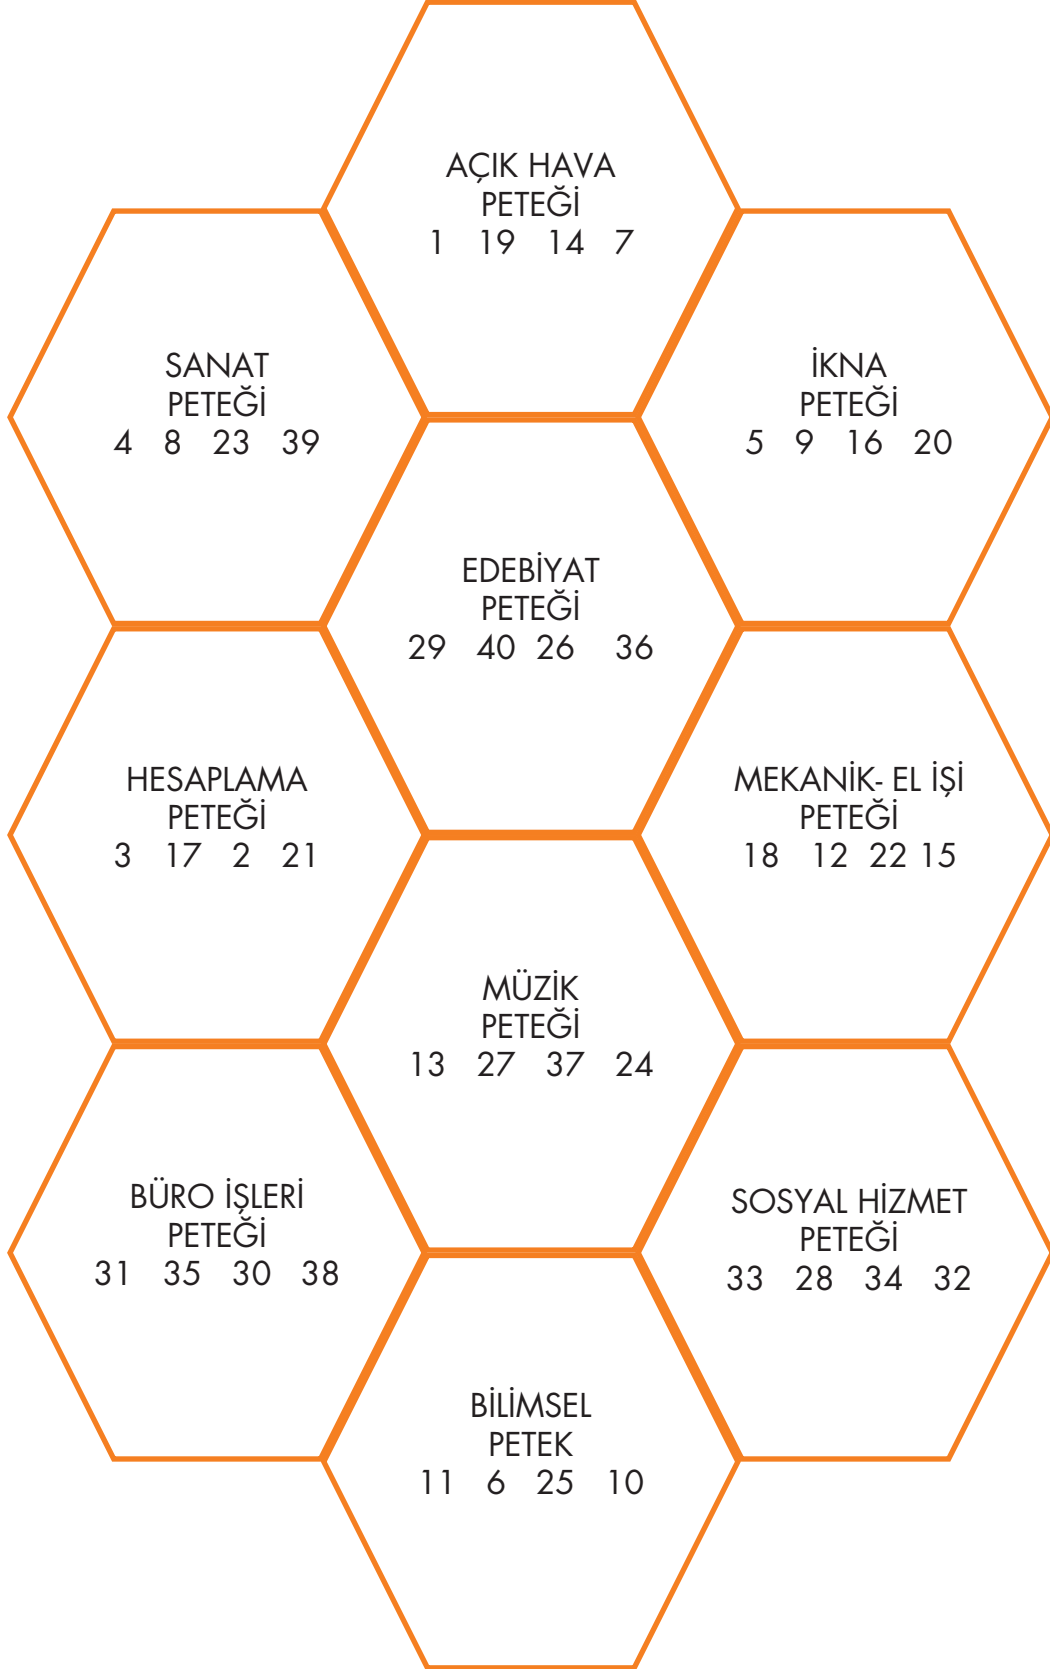 AÇIK HAVA
PETEĞİ
1 19 14 7
SANAT
PETEĞİ
4 8 23 39
İKNA
PETEĞİ
5 9 16 20
EDEBİYAT
PETEĞİ
29 40 26 36
HESAPLAMA
PETEĞİ
3 17 2 21
MEKANİK- EL İŞİ
PETEĞİ
18 12 22 15
MÜZİK
PETEĞİ
13 27 37 24
BÜRO İŞLERİ
PETEĞİ
31 35 30 38
SOSYAL HİZMET
PETEĞİ
33 28 34 32
BİLİMSEL
PETEK
11 6 25 10